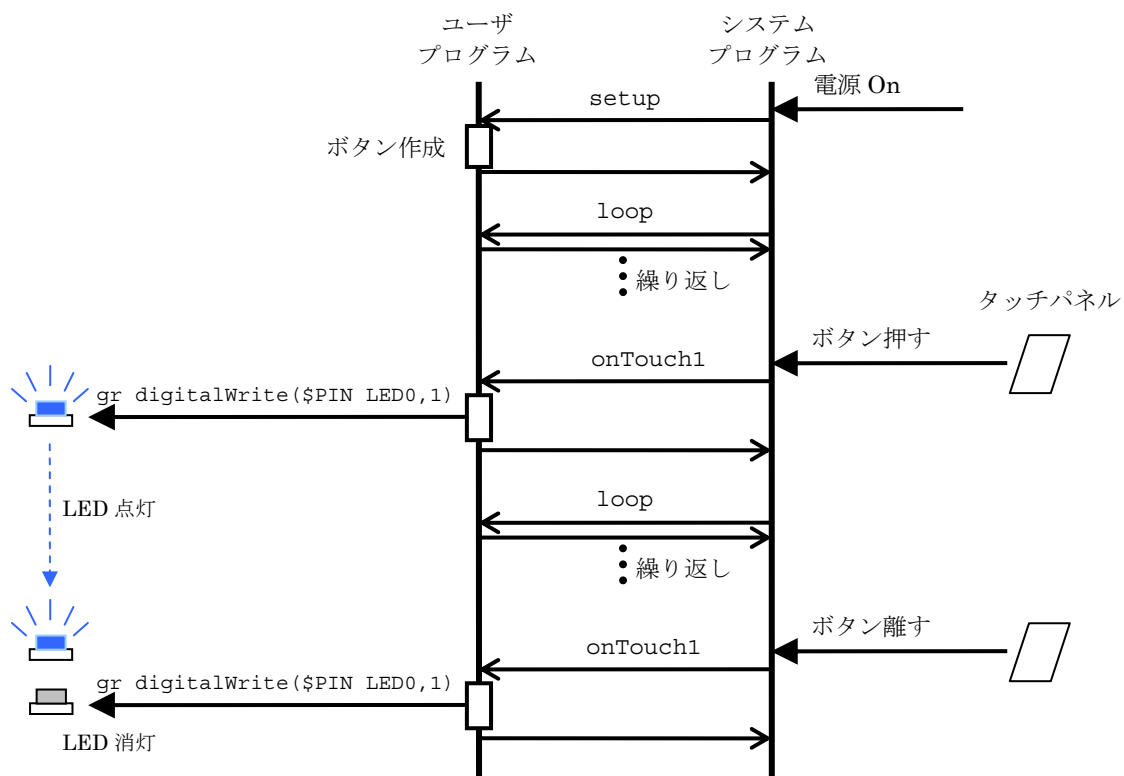 ユーザ
プログラム
システム
プログラム
電源 On
setup
ボタン作成
loop
繰り返し
タッチパネル
ボタン押す
onTouch1
gr digitalWrite($PIN LED0,1)
LED 点灯
loop
繰り返し
ボタン離す
onTouch1
gr digitalWrite($PIN LED0,1)
LED 消灯